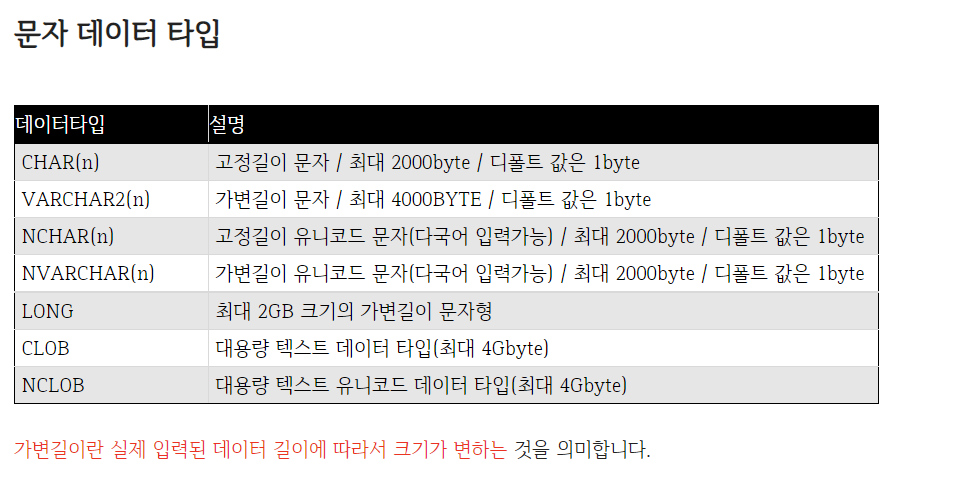 문자 데이터 타입
데이터타입 설명
CHAR(n) 고정길이 문자 / 최대 2000byte / 디폴트 값은 1byte
VARCHAR2(n) 가변길이 문자 / 최대 4000BYTE / 디폴트 값은 1byte
NCHAR(n) 고정길이 유니코드 문자(다국어 입력가능) / 최대 2000byte / 디폴트 값은 1byte
NVARCHAR(n) 가변길이 유니코드 문자(다국어 입력가능) / 최대 2000byte / 디폴트 값은 1byte
LONG 최대 2GB 크기의 가변길이 문자형
CLOB 대용량 텍스트 데이터 타입(최대 4Gbyte)
NCLOB 대용량 텍스트 유니코드 데이터 타입(최대 4Gbyte)
가변길이란 실제 입력된 데이터 길이에 따라서 크기가 변하는 것을 의미합니다.